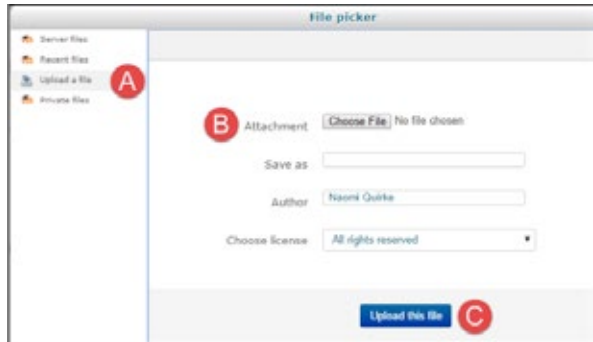 File picker
Server files
Recent files
Upload a file
A
Private files
B
Attachment Choose File No file chosen
Save as
Author Naomi Quirke
Choose license All rights reserved
Upload this file
C